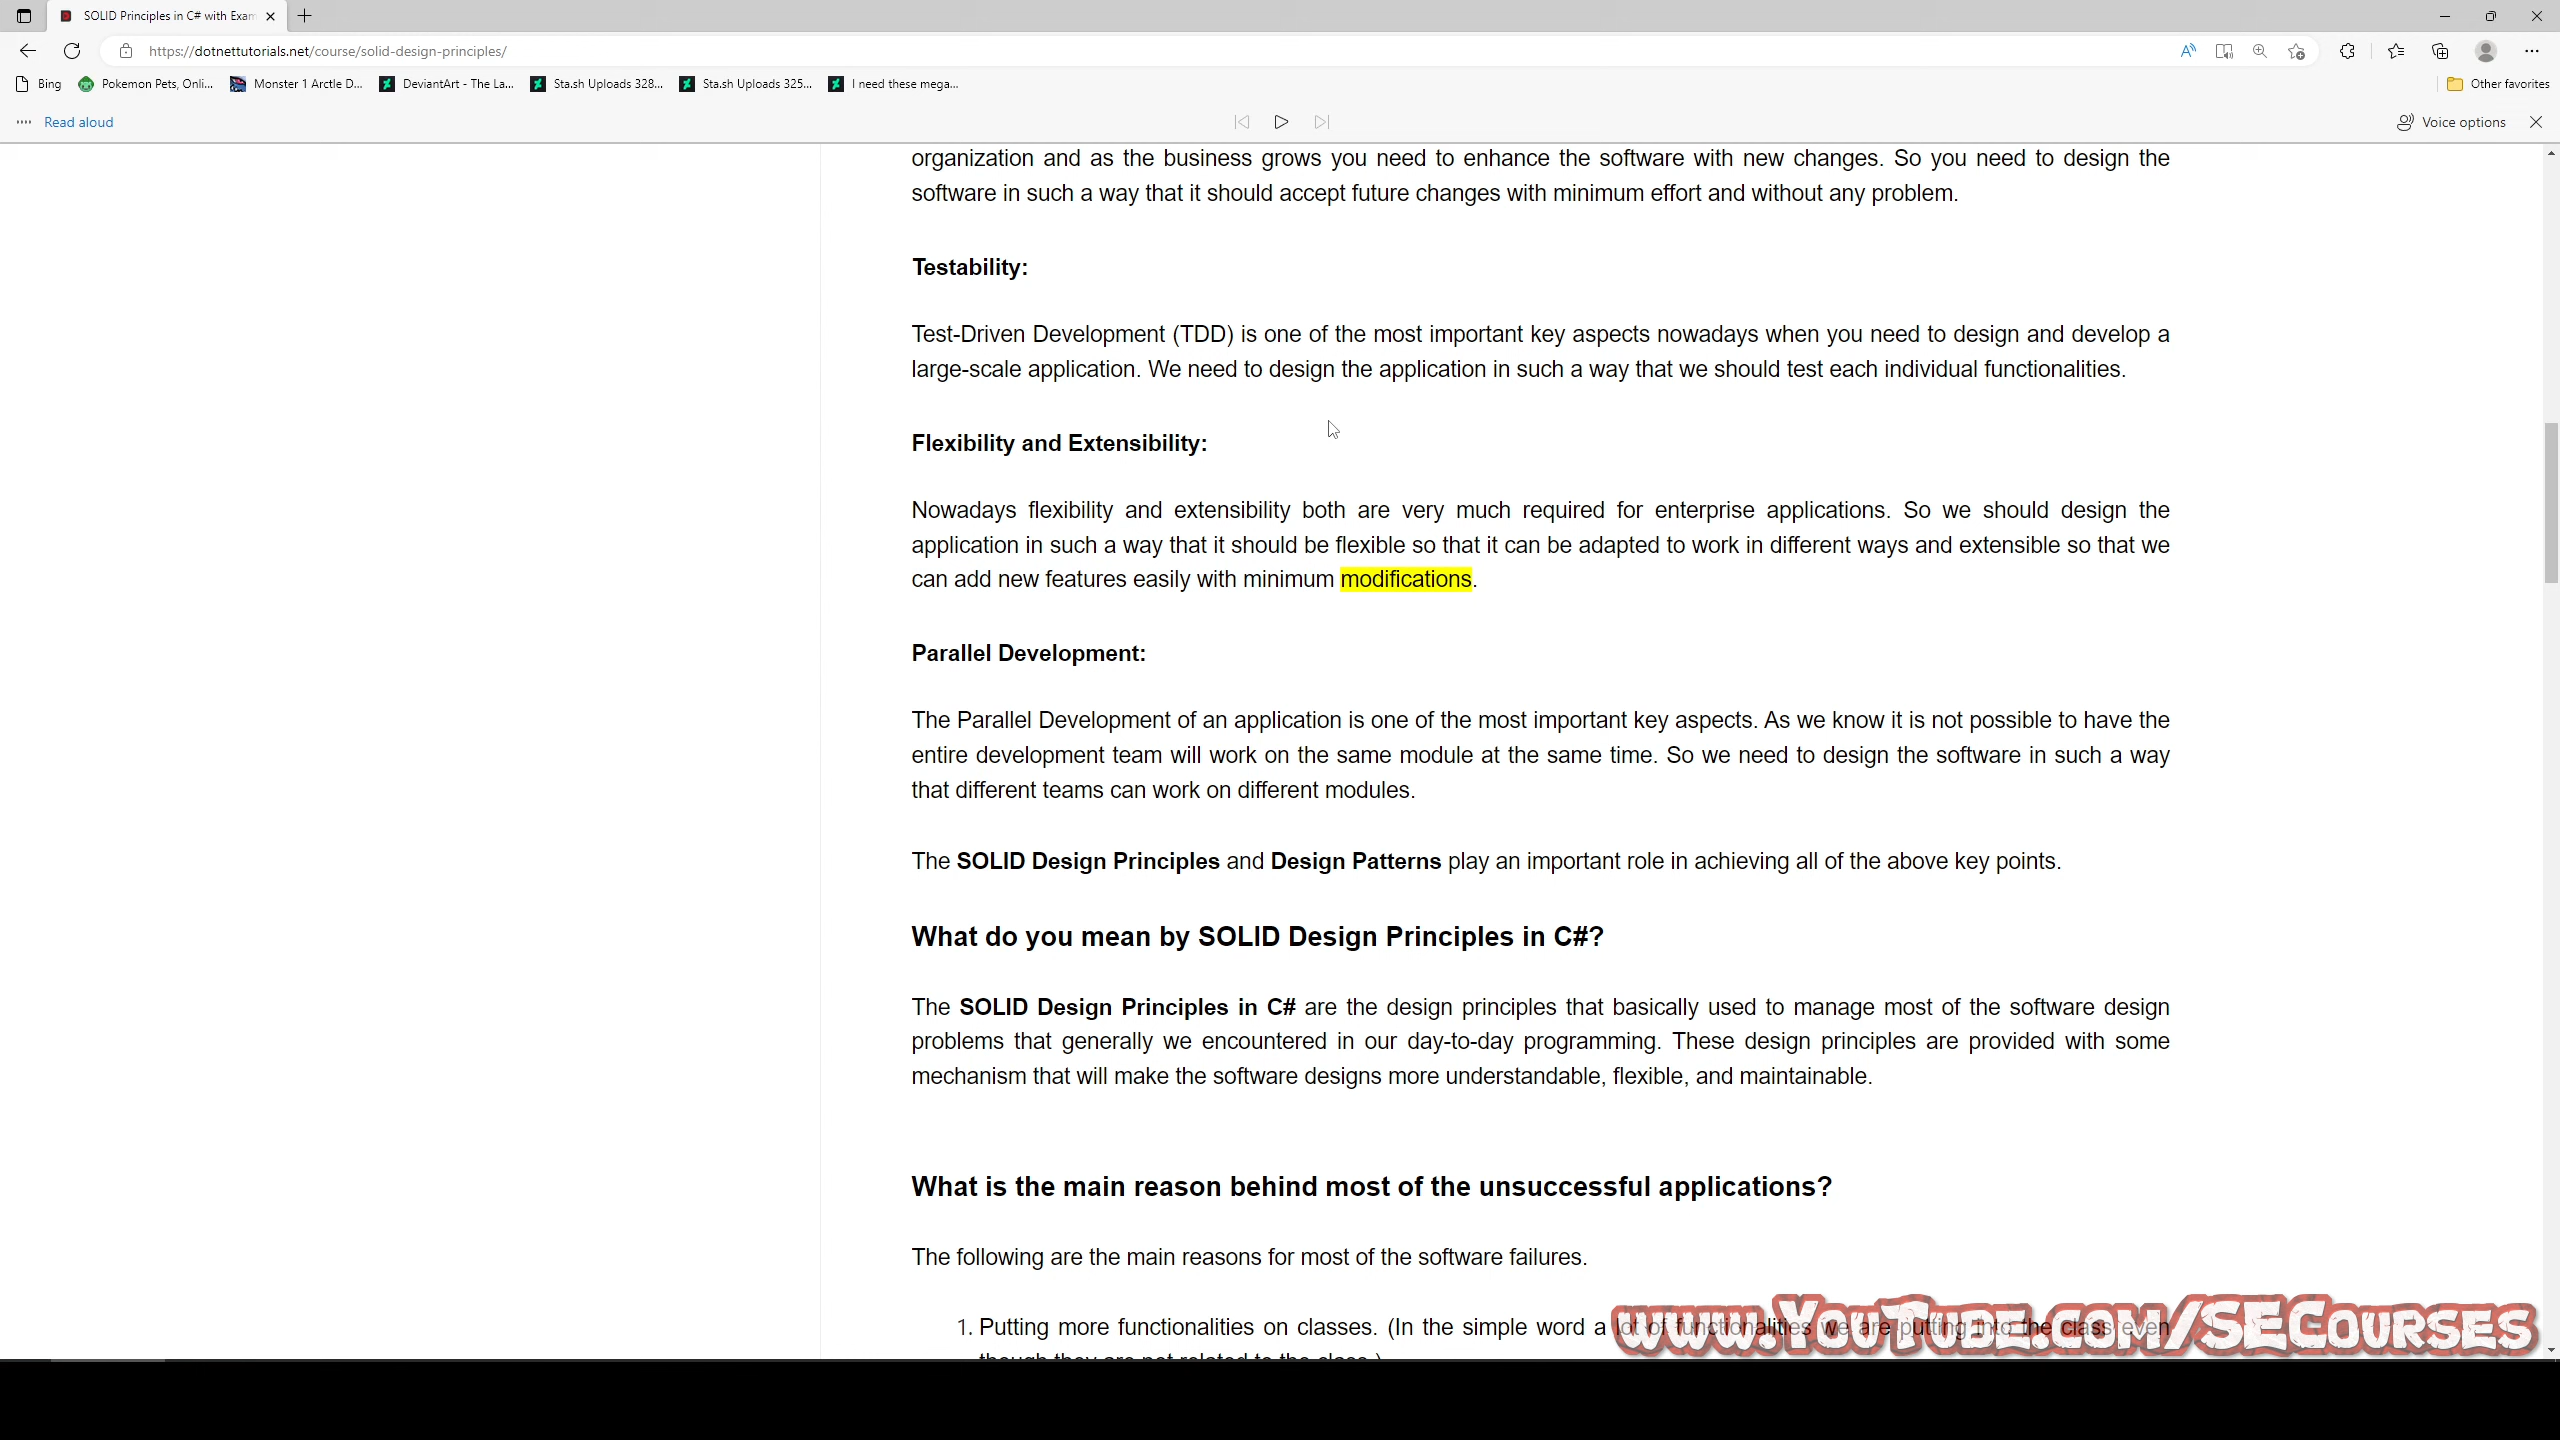 SOLID Principles in C# with Exam
https://dotnettutorials.net/course/solid-design-principles/
Bing
Pokemon Pets, Onli...
Monster 1 Arctle D...
DeviantArt - The La...
Sta.sh Uploads 328...
Sta.sh Uploads 325...
I need these mega...
Other favorites
Read aloud
Voice options
organization and as the business grows you need to enhance the software with new changes. So you need to design the
software in such a way that it should accept future changes with minimum effort and without any problem.
Testability:
Test-Driven Development (TDD) is one of the most important key aspects nowadays when you need to design and develop a
large-scale application. We need to design the application in such a way that we should test each individual functionalities.
Flexibility and Extensibility:
Nowadays flexibility and extensibility both are very much required for enterprise applications. So we should design the
application in such a way that it should be flexible so that it can be adapted to work in different ways and extensible so that we
can add new features easily with minimum modifications.
Parallel Development:
The Parallel Development of an application is one of the most important key aspects. As we know it is not possible to have the
entire development team will work on the same module at the same time. So we need to design the software in such a way
that different teams can work on different modules.
The SOLID Design Principles and Design Patterns play an important role in achieving all of the above key points.
What do you mean by SOLID Design Principles in C#?
The SOLID Design Principles in C# are the design principles that basically used to manage most of the software design
problems that generally we encountered in our day-to-day programming. These design principles are provided with some
mechanism that will make the software designs more understandable, flexible, and maintainable.
What is the main reason behind most of the unsuccessful applications?
The following are the main reasons for most of the software failures.
1. Putting more functionalities on classes. (In the simple word a lot of functionalities we are putting into the class even
though they are not related to the class.)
www.YouTube.com/SECourses